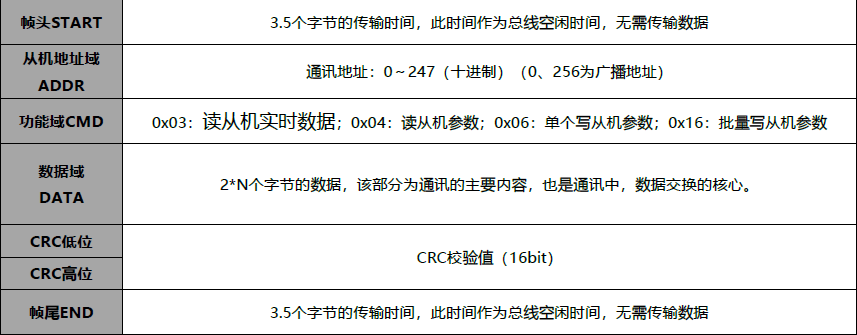 帧头START
3.5个字节的传输时间，此时间作为总线空闲时间，无需传输数据
从机地址域
ADDR
通讯地址：0～247（十进制）（0、256为广播地址）
功能域CMD
0x03：读从机实时数据；0x04：读从机参数；0x06：单个写从机参数；0x16：批量写从机参数
数据域
DATA
2*N个字节的数据，该部分为通讯的主要内容，也是通讯中，数据交换的核心。
CRC低位
CRC校验值（16bit）
CRC高位
帧尾END
3.5个字节的传输时间，此时间作为总线空闲时间，无需传输数据